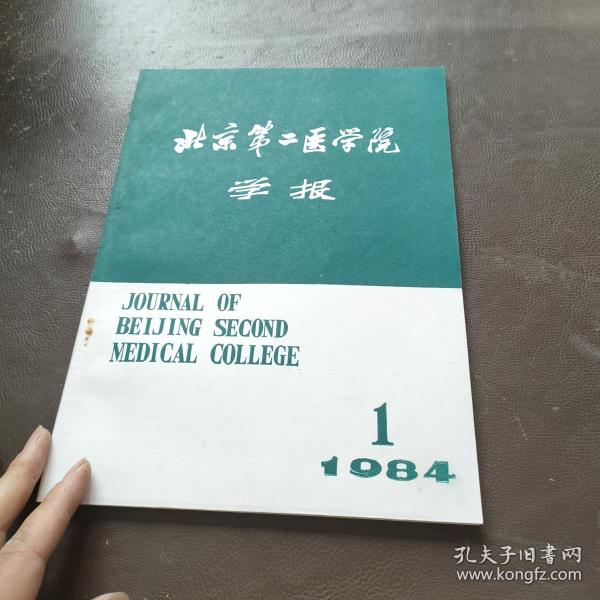 北京第二医学院
学报
JOURNAL OF
BEIJING SECOND
MEDICAL COLLEGE
1
1984
孔夫子旧书网
www.kongfz.com